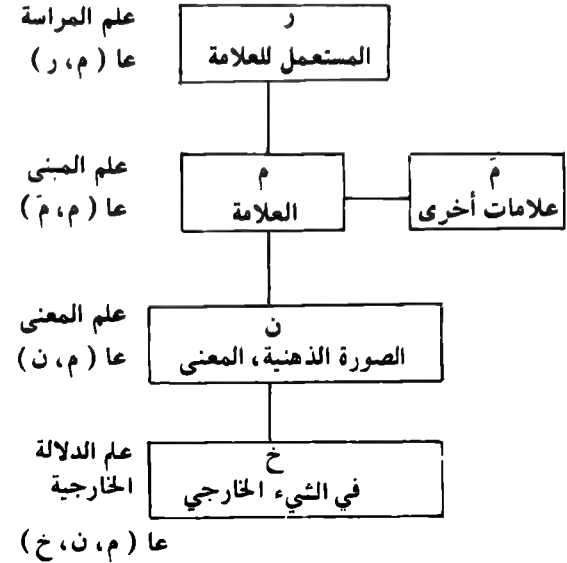 علم المراسة
عا ( م، ر )
ر
المستعمل للعلامة
علم المبنى
عا ( م، مَ )
م
العلامة
مَ
علامات أخرى
علم المعنى
عا ( م، ن )
ن
الصورة الذهنية، المعنى
علم الدلالة
الخارجية
عا ( م، ن، خ )
خ
في الشيء الخارجي